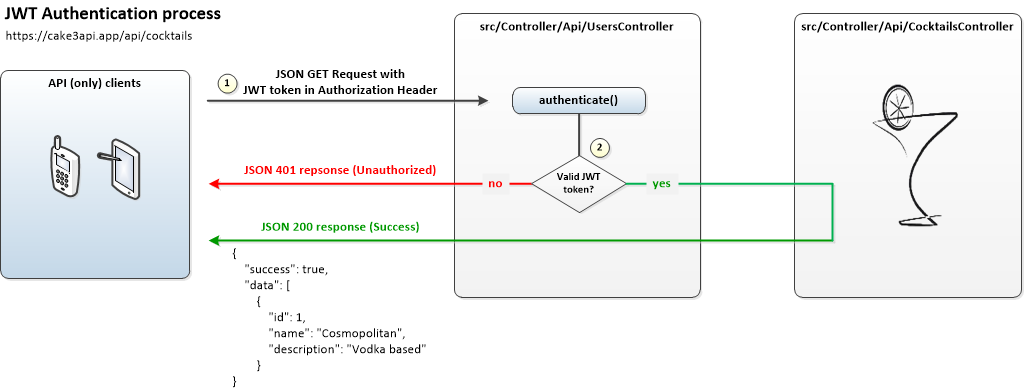 JWT Authentication process
https://cake3api.app/api/cocktails
src/Controller/Api/UsersController
src/Controller/Api/CocktailsController
API (only) clients
1
JSON GET Request with
JWT token in Authorization Header
authenticate()
2
Valid JWT
token?
JSON 401 repsonse (Unauthorized)
no
yes
JSON 200 response (Success)
{
"success": true,
"data": [
{
"id": 1,
"name": "Cosmopolitan",
"description": "Vodka based"
}
}